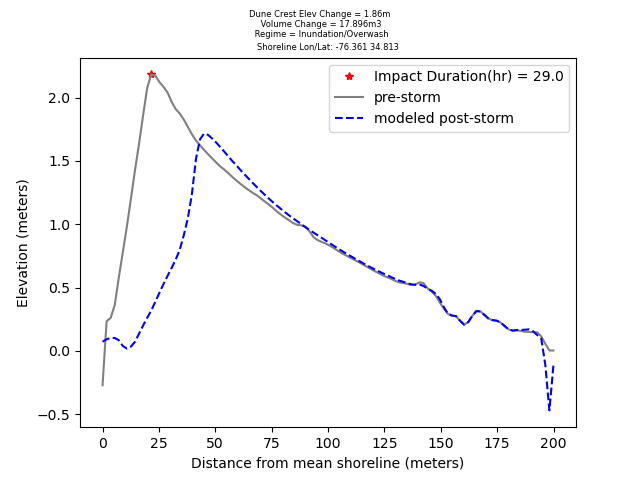 Dune Crest Elev Change = 1.86m
Volume Change = 17.896m3
Regime = Inundation/Overwash
Shoreline Lon/Lat: -76.361 34.813
Impact Duration(hr) = 29.0
pre-storm
modeled post-storm
2.0
1.5
1.0
0.5
0.0
−0.5
Elevation (meters)
0 25 50 75 100 125 150 175 200
Distance from mean shoreline (meters)